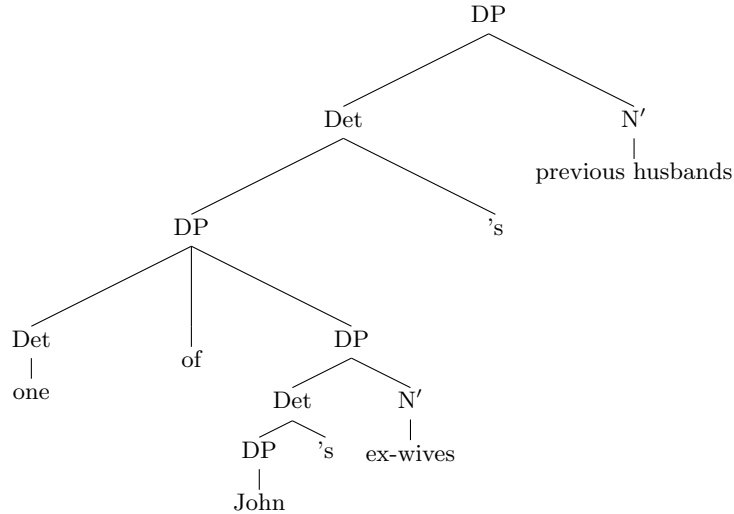 DP
Det N′
previous husbands
DP ’s
Det DP
of
one
Det N′
DP ’s ex-wives
John